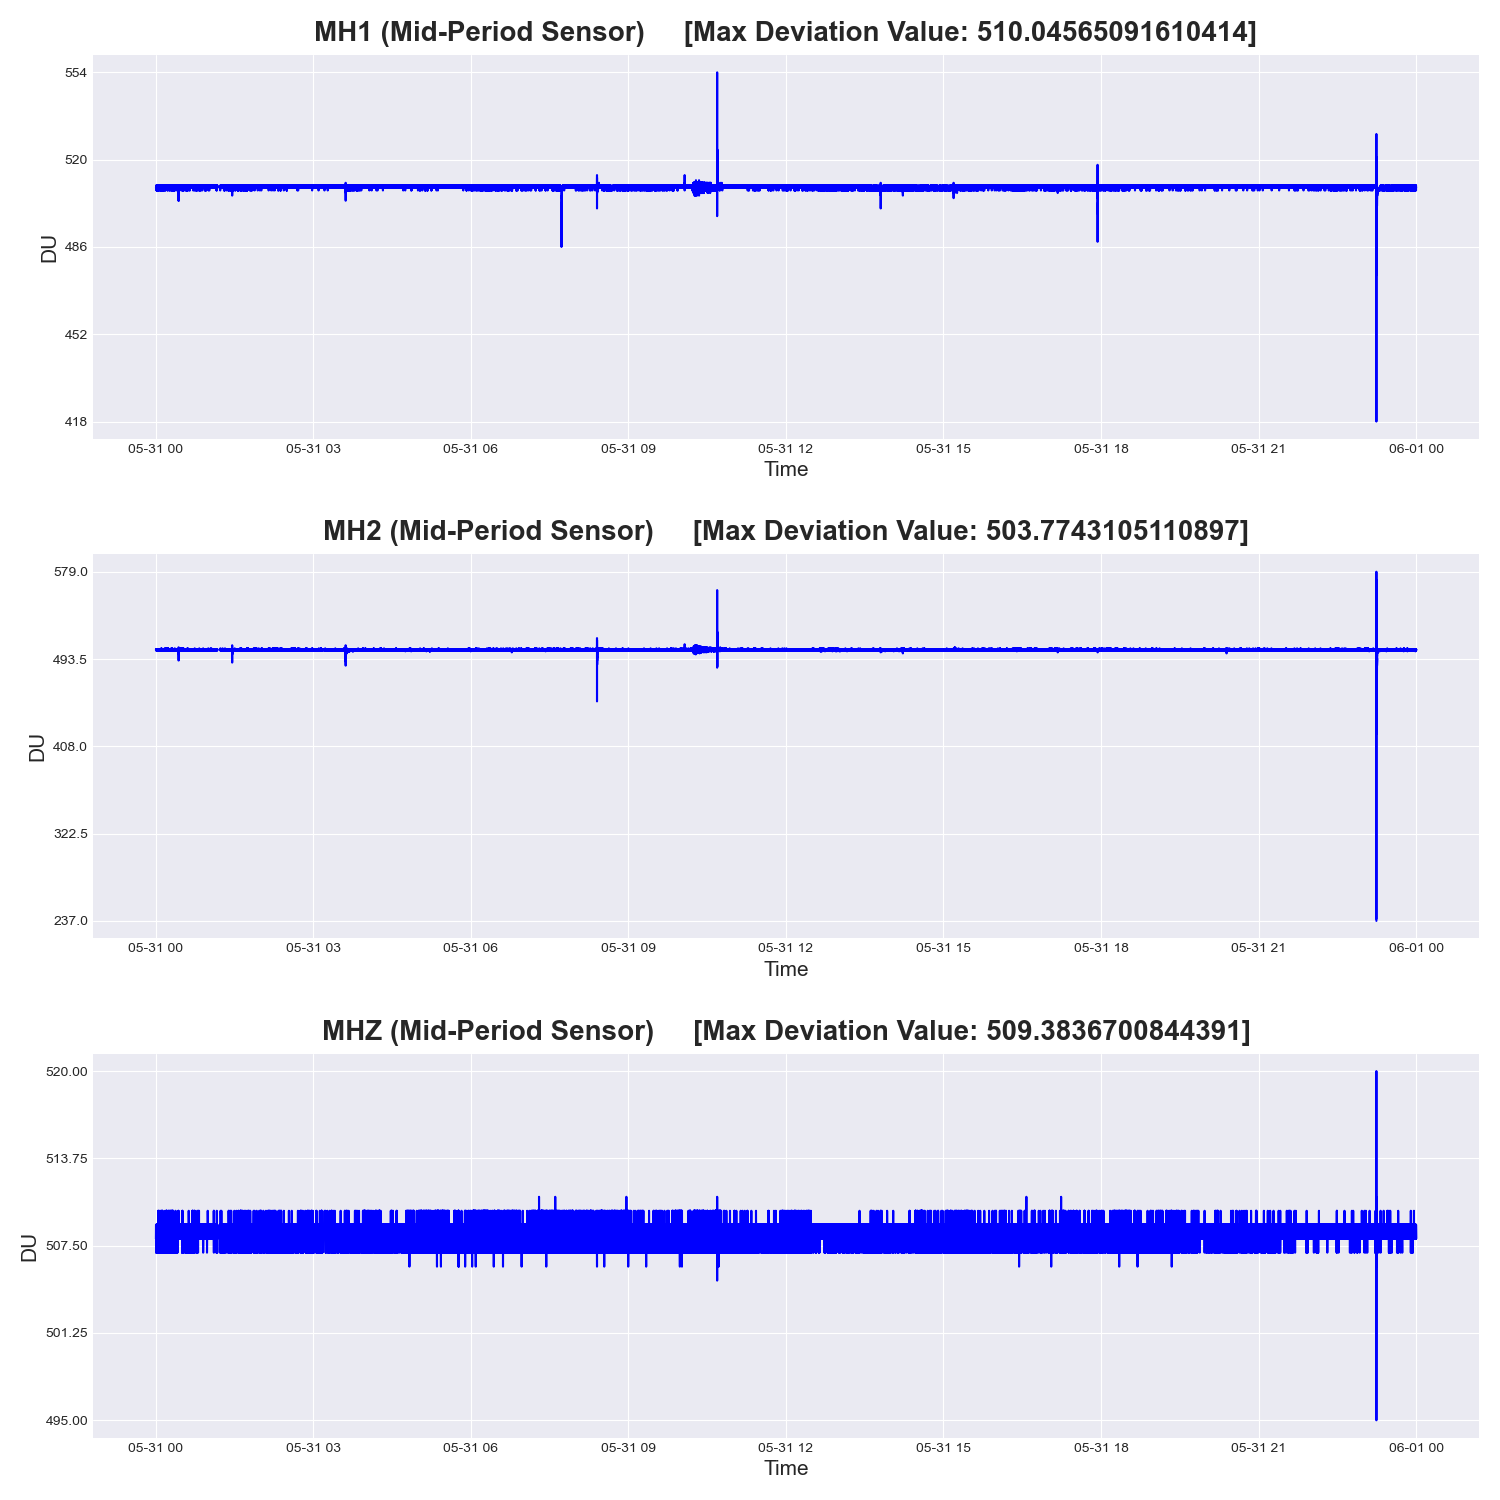 MH1 (Mid-Period Sensor) [Max Deviation Value: 510.04565091610414]
554
520
486
452
418
DU
05-31 00 05-31 03 05-31 06 05-31 09 05-31 12 05-31 15 05-31 18 05-31 21 06-01 00
Time
MH2 (Mid-Period Sensor) [Max Deviation Value: 503.7743105110897]
579.0
493.5
408.0
322.5
237.0
DU
05-31 00 05-31 03 05-31 06 05-31 09 05-31 12 05-31 15 05-31 18 05-31 21 06-01 00
Time
MHZ (Mid-Period Sensor) [Max Deviation Value: 509.3836700844391]
520.00
513.75
507.50
501.25
495.00
DU
05-31 00 05-31 03 05-31 06 05-31 09 05-31 12 05-31 15 05-31 18 05-31 21 06-01 00
Time